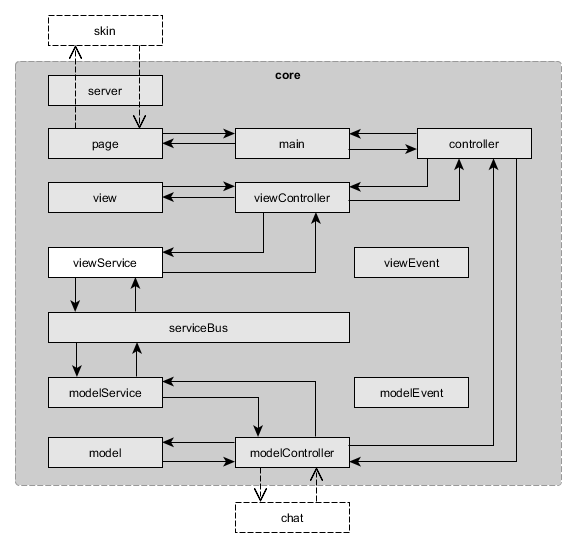 skin
core
server
page
main
controller
view
viewController
viewService
viewEvent
serviceBus
modelService
modelEvent
model
modelController
chat